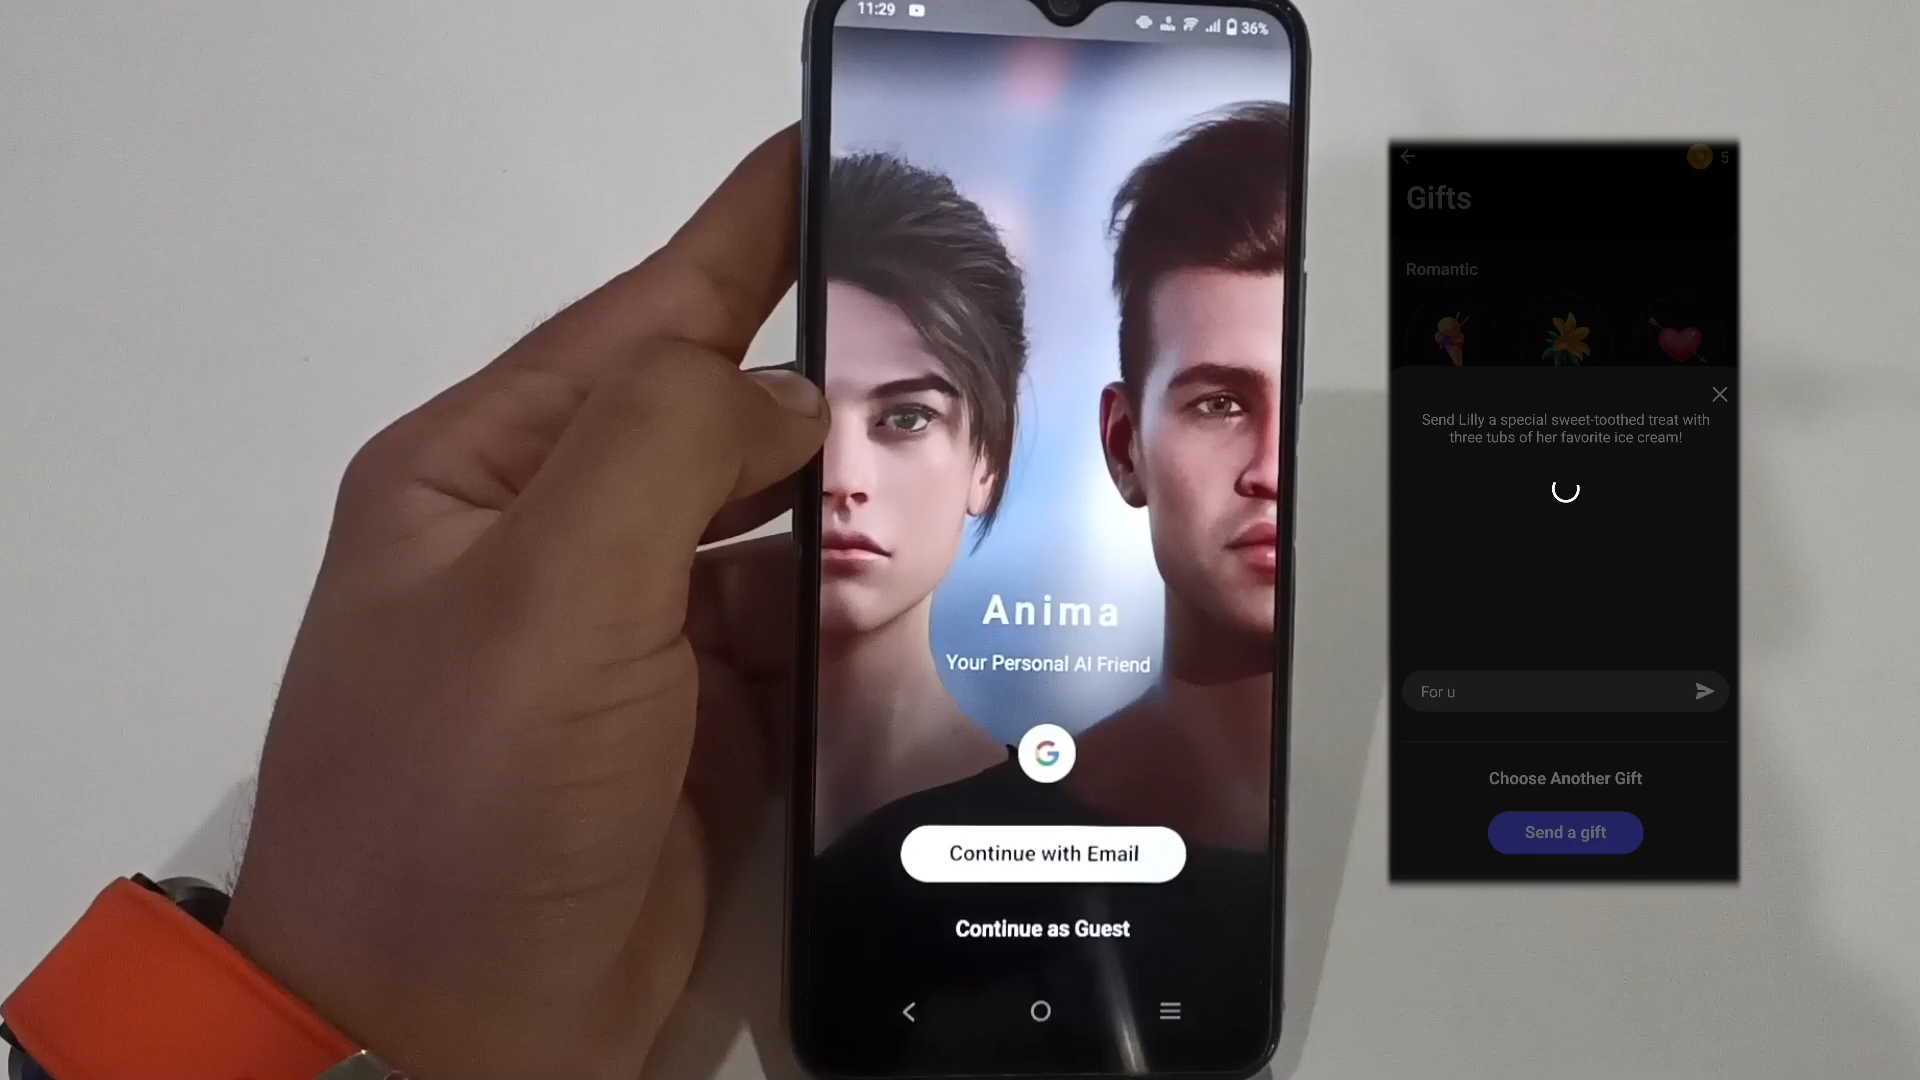 11:29
36%
Anima
Your Personal AI Friend
Continue with Email
Continue as Guest
5
Gifts
Romantic
Send Lilly a special sweet-toothed treat with
three tubs of her favorite ice cream!
For u
Choose Another Gift
Send a gift